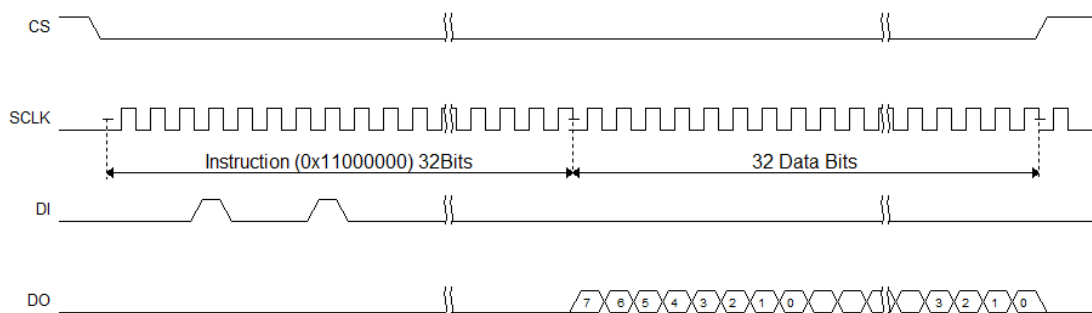 CS
SCLK
Instruction (0x11000000) 32Bits 32 Data Bits
DI
DO 7 6 5 4 3 2 1 0 3 2 1 0